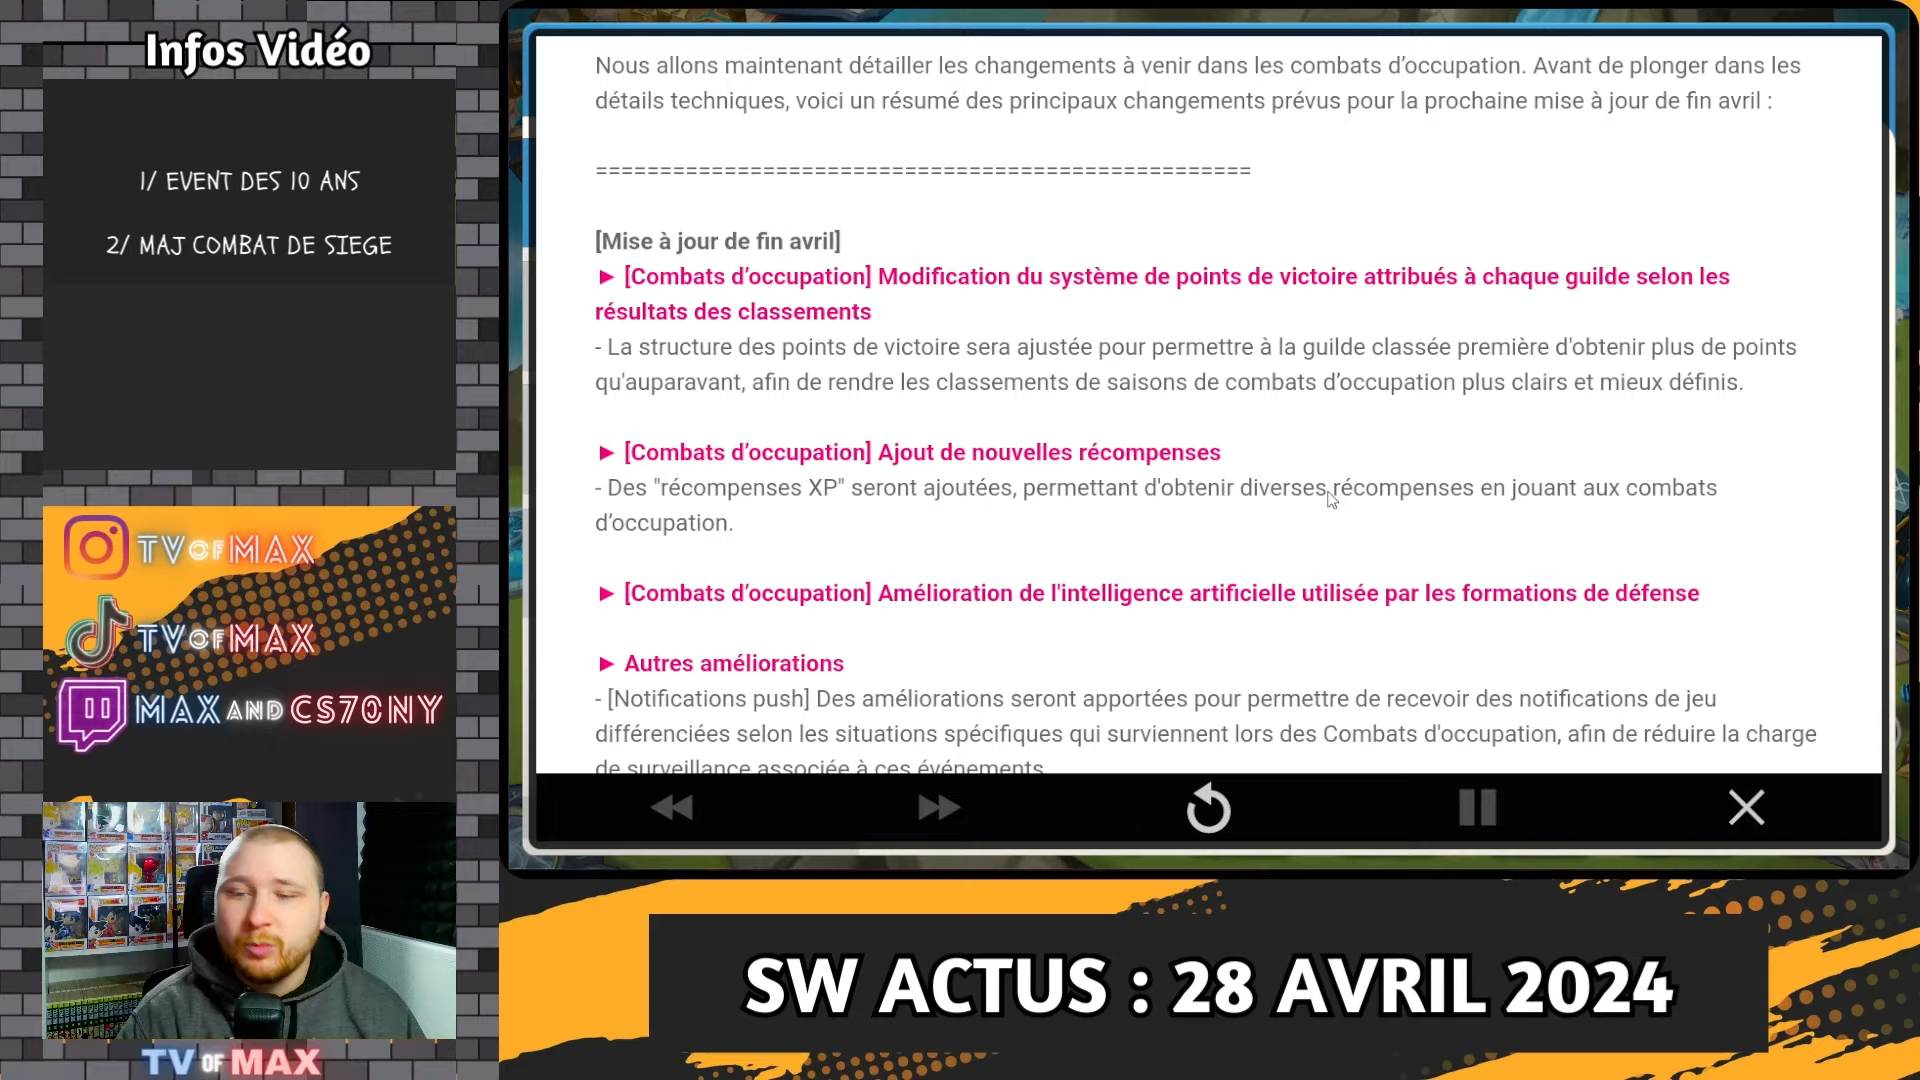 Infos Vidéo
1/ EVENT DES 10 ANS
2/ MAJ COMBAT DE SIEGE
TVOFMAX
TVOFMAX
MAX AND CS70NY
TV OF MAX
Nous allons maintenant détailler les changements à venir dans les combats d’occupation. Avant de plonger dans les
détails techniques, voici un résumé des principaux changements prévus pour la prochaine mise à jour de fin avril :
===================================================
[Mise à jour de fin avril]
► [Combats d’occupation] Modification du système de points de victoire attribués à chaque guilde selon les
résultats des classements
- La structure des points de victoire sera ajustée pour permettre à la guilde classée première d'obtenir plus de points
qu'auparavant, afin de rendre les classements de saisons de combats d’occupation plus clairs et mieux définis.
► [Combats d’occupation] Ajout de nouvelles récompenses
- Des "récompenses XP" seront ajoutées, permettant d'obtenir diverses récompenses en jouant aux combats
d’occupation.
► [Combats d’occupation] Amélioration de l'intelligence artificielle utilisée par les formations de défense
► Autres améliorations
- [Notifications push] Des améliorations seront apportées pour permettre de recevoir des notifications de jeu
différenciées selon les situations spécifiques qui surviennent lors des Combats d'occupation, afin de réduire la charge
de surveillance associée à ces événements.
SW ACTUS : 28 AVRIL 2024